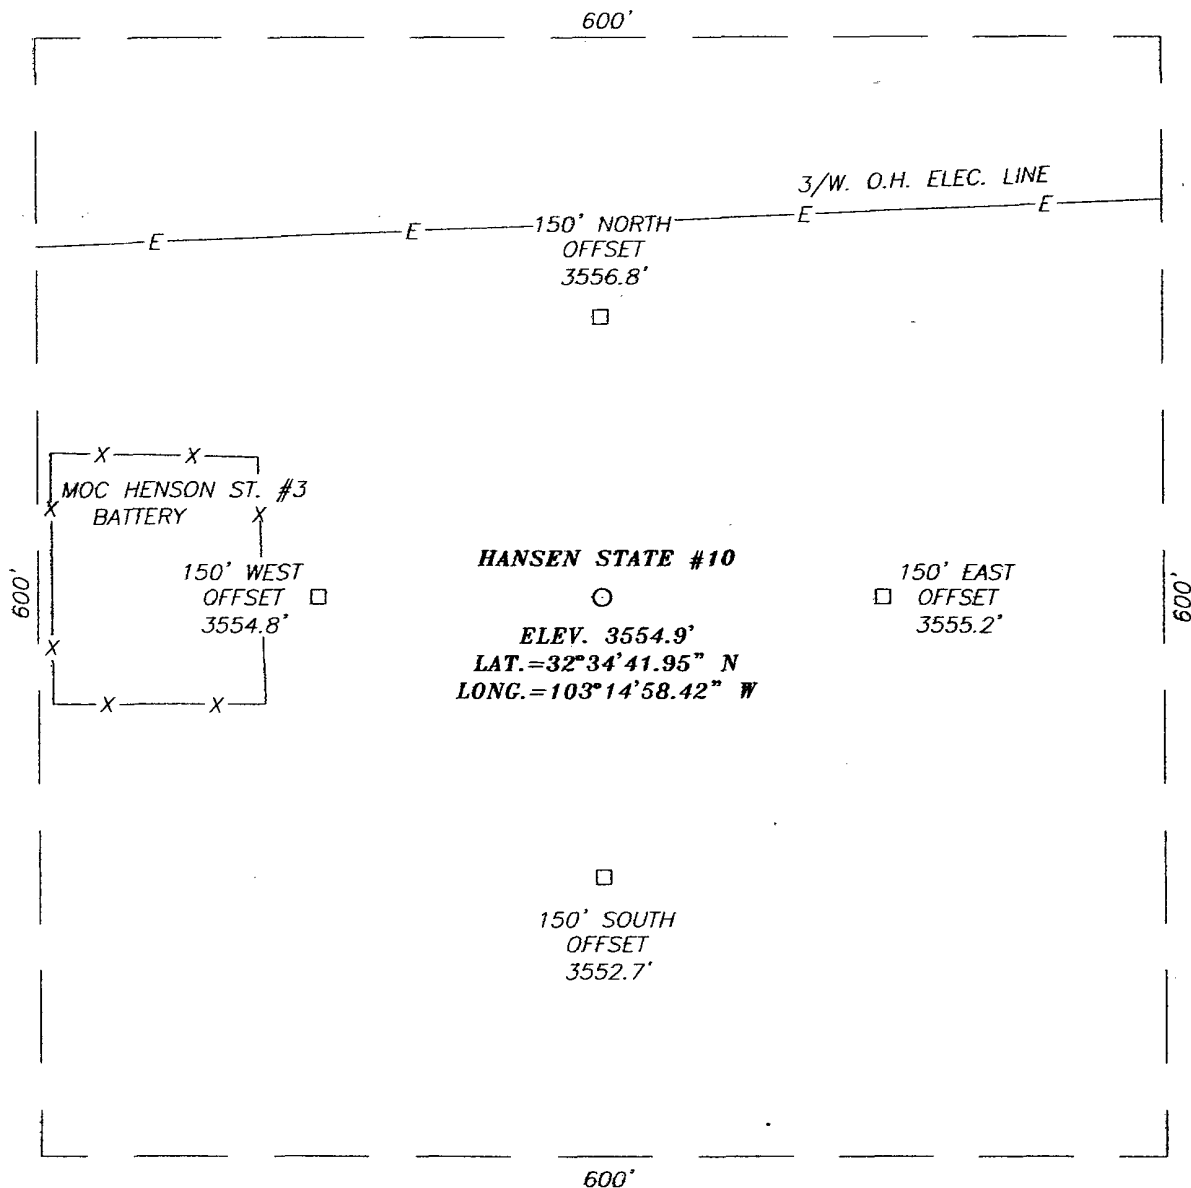 600'
3/W. O.H. ELEC. LINE
E
E
E
E
150' NORTH
OFFSET
3556.8'
X
X
MOC HENSON ST. #3
BATTERY
X
X
X
X
X
150' WEST
OFFSET
3554.8'
HANSEN STATE #10
ELEV. 3554.9'
LAT.=32°34'41.95" N
LONG.=103°14'58.42" W
150' EAST
OFFSET
3555.2'
600'
600'
150' SOUTH
OFFSET
3552.7'
600'